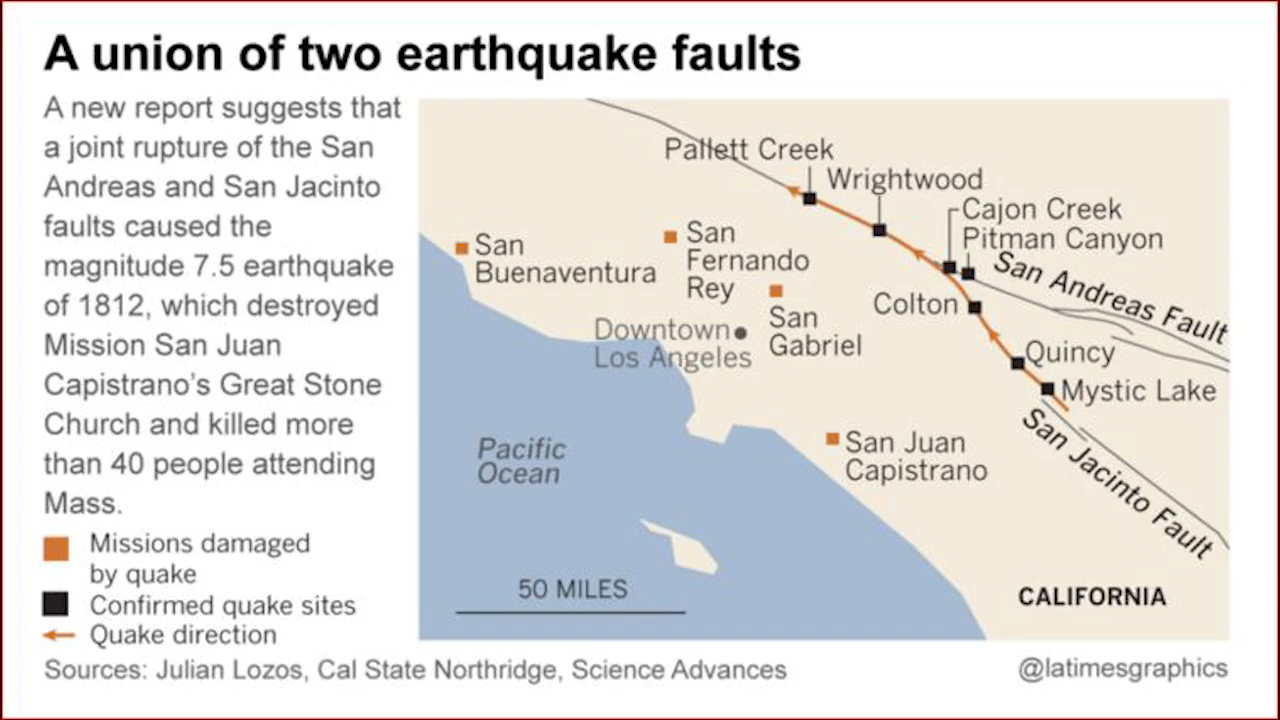 A union of two earthquake faults
A new report suggests that
a joint rupture of the San
Andreas and San Jacinto
faults caused the
magnitude 7.5 earthquake
of 1812, which destroyed
Mission San Juan
Capistrano's Great Stone
Church and killed more
than 40 people attending
Mass.
Missions damaged
by quake
Confirmed quake sites
Quake direction
Pallett Creek
Wrightwood
Cajon Creek
Pitman Canyon
San Andreas Fault
San
Buenaventura
San
Fernando
Rey
San
Gabriel
Downtown
Los Angeles
Colton
Quincy
Mystic Lake
San Jacinto Fault
San Juan
Capistrano
Pacific
Ocean
50 MILES
CALIFORNIA
Sources: Julian Lozos, Cal State Northridge, Science Advances
@latimesgraphics